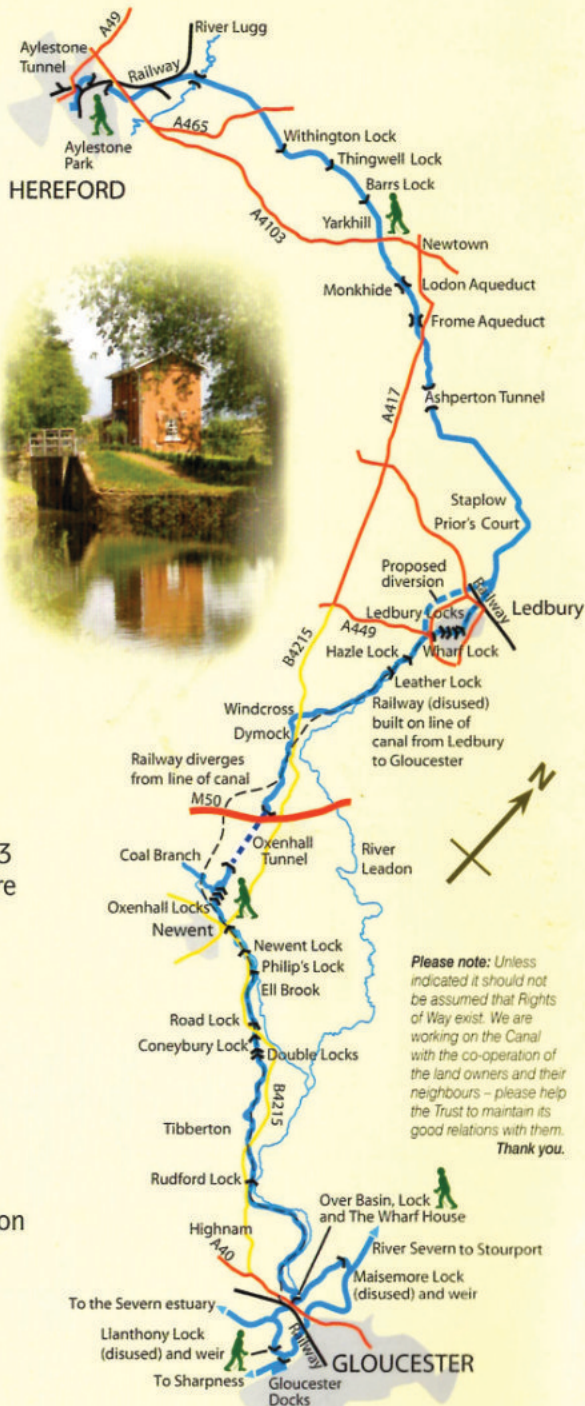 A49
River Lugg
Aylestone
Tunnel
Railway
Aylestone
Park
A465
HEREFORD
Withington Lock
Thingwell Lock
Barrs Lock
Yarkhill
A4103
Newtown
Monkhide
Lodon Aqueduct
Frome Aqueduct
A417
Ashperton Tunnel
Staplow
Prior's Court
Proposed
diversion
Railway
Ledbury Locks
Ledbury
A449
B4215
Hazle Lock
Wharf Lock
Leather Lock
Windcross
Railway (disused)
built on line of
canal from Ledbury
to Gloucester
Dymock
Railway diverges
from line of canal
M50
N
3
re
Coal Branch
Oxenhall
Tunnel
River
Leadon
Oxenhall Locks
Newent
Newent Lock
Philip's Lock
Ell Brook
Please note: Unless
indicated it should not
be assumed that Rights
of Way exist. We are
working on the Canal
with the co-operation of
the land owners and their
neighbours – please help
the Trust to maintain its
good relations with them.
Thank you.
Road Lock
Coneybury Lock
Double Locks
B4215
Tibberton
Rudford Lock
on
Over Basin, Lock
and The Wharf House
Highnam
A40
River Severn to Stourport
Maisemore Lock
(disused) and weir
To the Severn estuary
Llanthony Lock
(disused) and weir
Railway
GLOUCESTER
To Sharpness
Gloucester
Docks